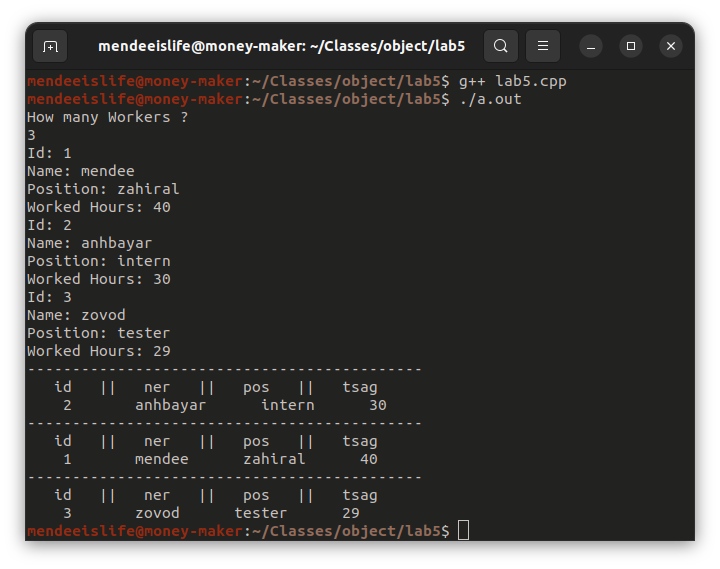 mendeeislife@money-maker: ~/Classes/object/lab5
mendeeislife@money-maker:~/Classes/object/lab5$ g++ lab5.cpp
mendeeislife@money-maker:~/Classes/object/lab5$ ./a.out
How many Workers ?
3
Id: 1
Name: mendee
Position: zahiral
Worked Hours: 40
Id: 2
Name: anhbayar
Position: intern
Worked Hours: 30
Id: 3
Name: zovod
Position: tester
Worked Hours: 29
--------------------------------------------
   id   ||   ner   ||   pos   ||   tsag
    2       anhbayar      intern      30
--------------------------------------------
   id   ||   ner   ||   pos   ||   tsag
    1       mendee      zahiral      40
--------------------------------------------
   id   ||   ner   ||   pos   ||   tsag
    3       zovod      tester      29
mendeeislife@money-maker:~/Classes/object/lab5$